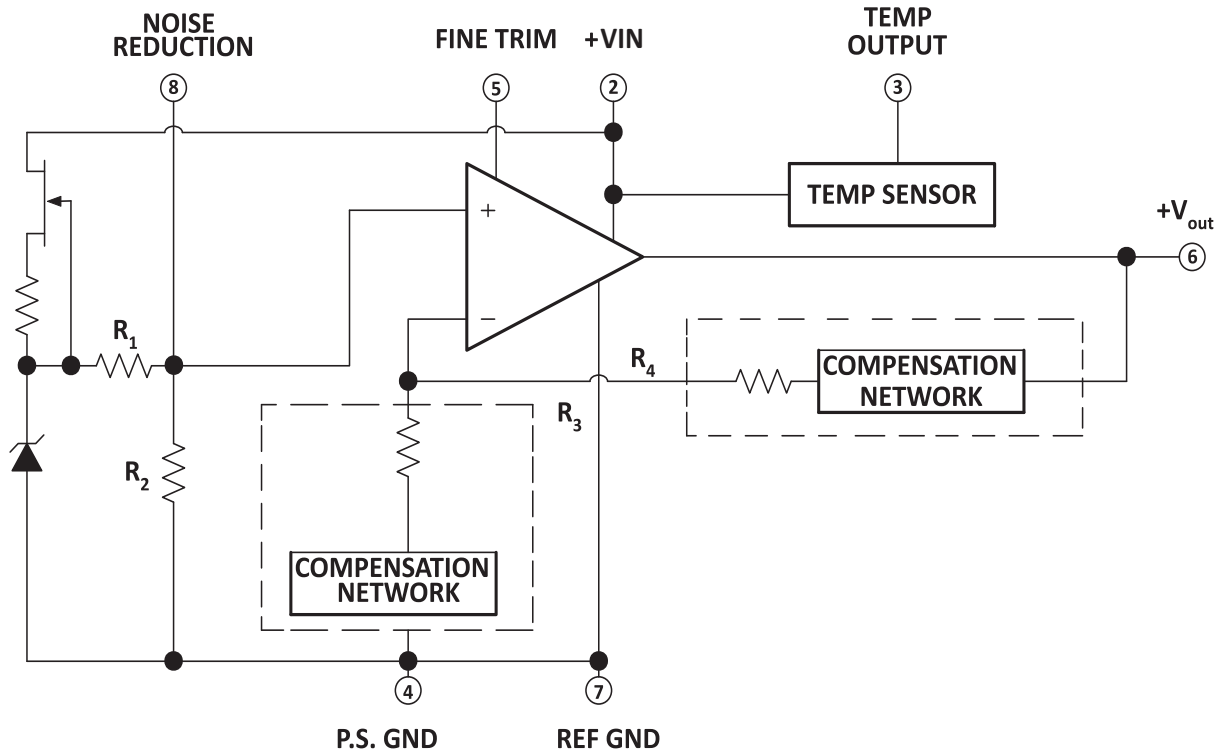 NOISE
REDUCTION
FINE TRIM
+VIN
TEMP
OUTPUT
8
5
2
3
TEMP SENSOR
+
+Vout
6
R1
−
R4
COMPENSATION
NETWORK
R3
R2
COMPENSATION
NETWORK
4
7
P.S. GND
REF GND